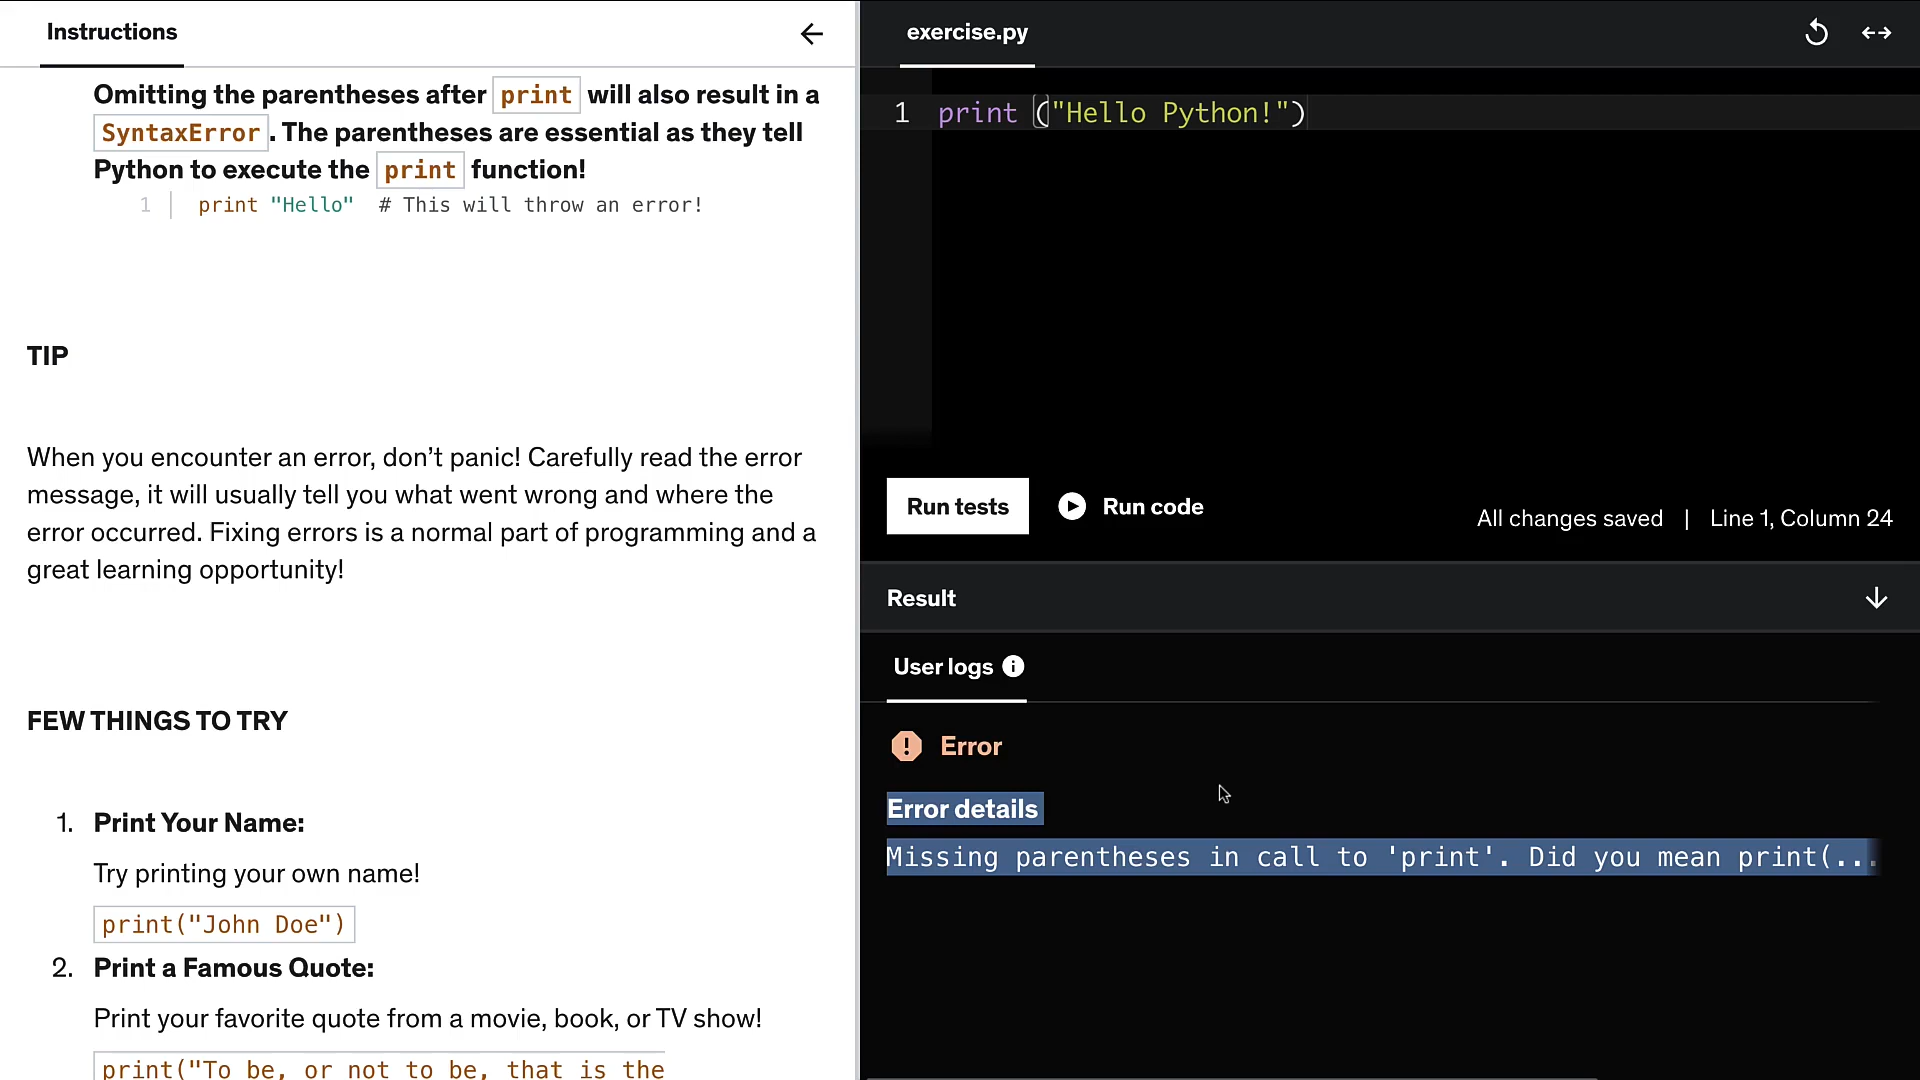 Instructions
Omitting the parentheses after print will also result in a
SyntaxError. The parentheses are essential as they tell
Python to execute the print function!
1 print "Hello" # This will throw an error!
TIP
When you encounter an error, don’t panic! Carefully read the error
message, it will usually tell you what went wrong and where the
error occurred. Fixing errors is a normal part of programming and a
great learning opportunity!
FEW THINGS TO TRY
1. Print Your Name:
Try printing your own name!
print("John Doe")
2. Print a Famous Quote:
Print your favorite quote from a movie, book, or TV show!
print("To be, or not to be, that is the
exercise.py
1 print ("Hello Python!")
Run tests Run code All changes saved | Line 1, Column 24
Result
User logs
Error
Error details
Missing parentheses in call to 'print'. Did you mean print(...